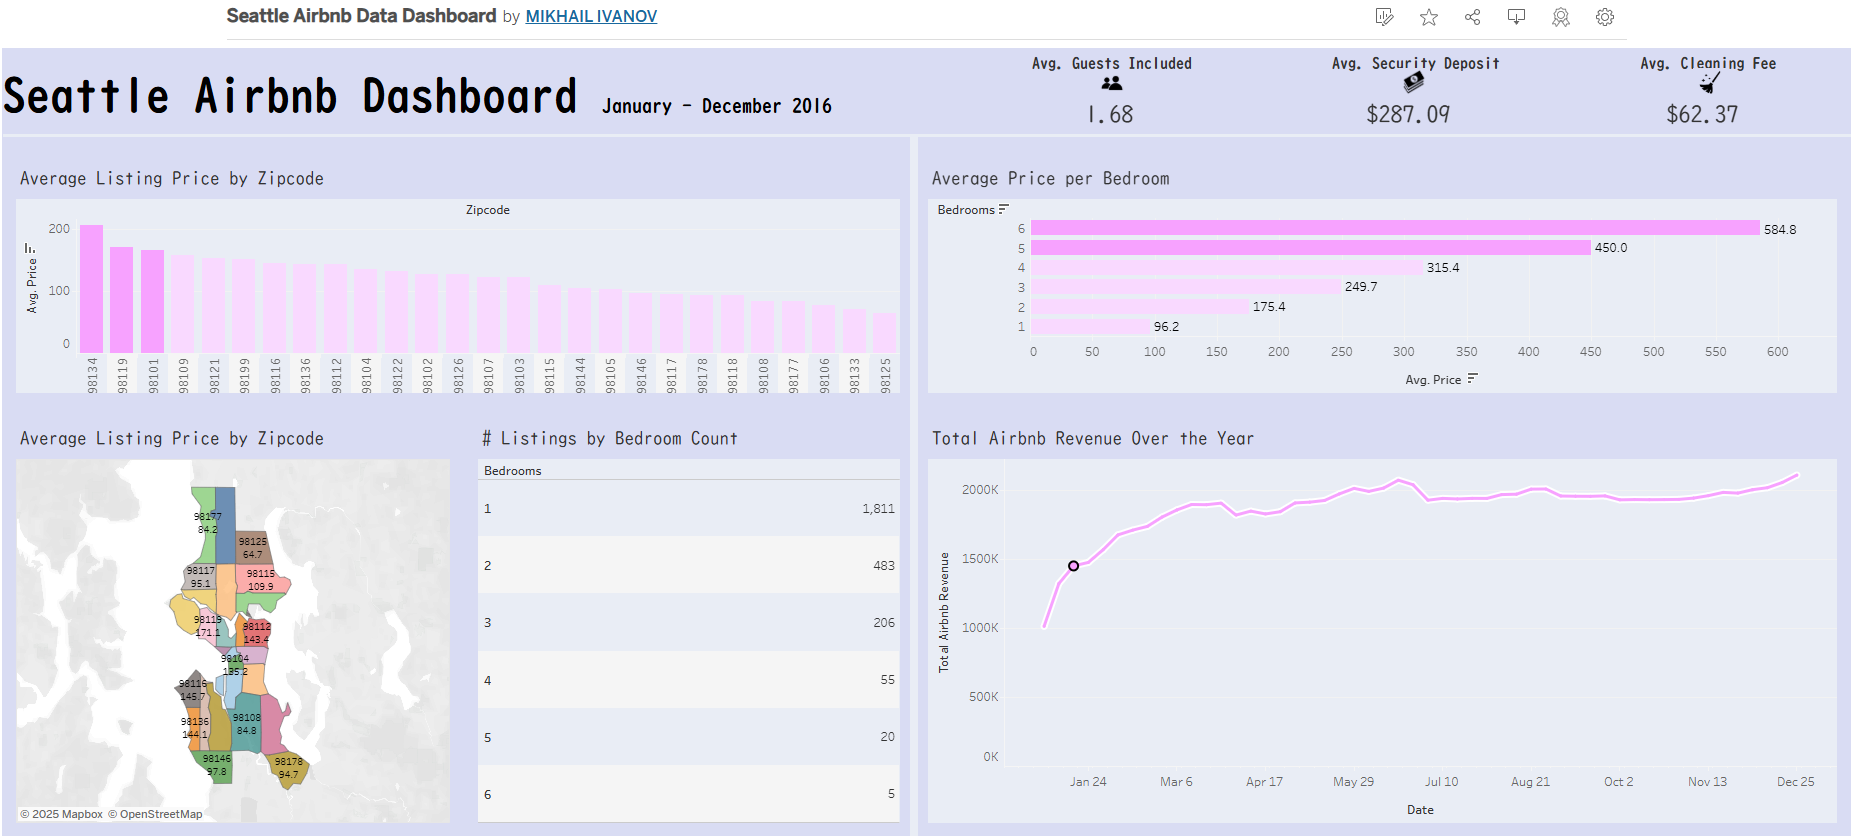 Seattle Airbnb Data Dashboard by MIKHAIL IVANOV
Seattle Airbnb Dashboard January - December 2016
Avg. Guests Included
1.68
Avg. Security Deposit
$287.09
Avg. Cleaning Fee
$62.37
Average Listing Price by Zipcode
Zipcode
Avg. Price
200
100
0
98134
98119
98101
98109
98121
98199
98116
98136
98112
98104
98122
98102
98126
98107
98103
98115
98144
98105
98146
98117
98178
98118
98108
98177
98106
98133
98125
Average Price per Bedroom
Bedrooms
6 584.8
5 450.0
4 315.4
3 249.7
2 175.4
1 96.2
0 50 100 150 200 250 300 350 400 450 500 550 600
Avg. Price
Average Listing Price by Zipcode
98177
84.2
98125
64.7
98117
95.1
98115
109.9
98119
171.1
98112
143.4
98104
135.2
98116
145.7
98136
144.1
98108
84.8
98146
97.8
98178
94.7
© 2025 Mapbox © OpenStreetMap
# Listings by Bedroom Count
Bedrooms
1 1,811
2 483
3 206
4 55
5 20
6 5
Total Airbnb Revenue Over the Year
Total Airbnb Revenue
2000K
1500K
1000K
500K
0K
Jan 24 Mar 6 Apr 17 May 29 Jul 10 Aug 21 Oct 2 Nov 13 Dec 25
Date